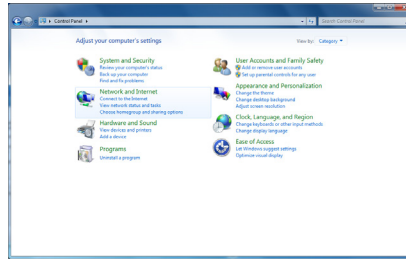 Control Panel
Search Control Panel
Adjust your computer's settings
View by: Category
System and Security
Review your computer's status
Back up your computer
Find and fix problems
Network and Internet
Connect to the Internet
View network status and tasks
Choose homegroup and sharing options
Hardware and Sound
View devices and printers
Add a device
Programs
Uninstall a program
User Accounts and Family Safety
Add or remove user accounts
Set up parental controls for any user
Appearance and Personalization
Change the theme
Change desktop background
Adjust screen resolution
Clock, Language, and Region
Change keyboards or other input methods
Change display language
Ease of Access
Let Windows suggest settings
Optimize visual display